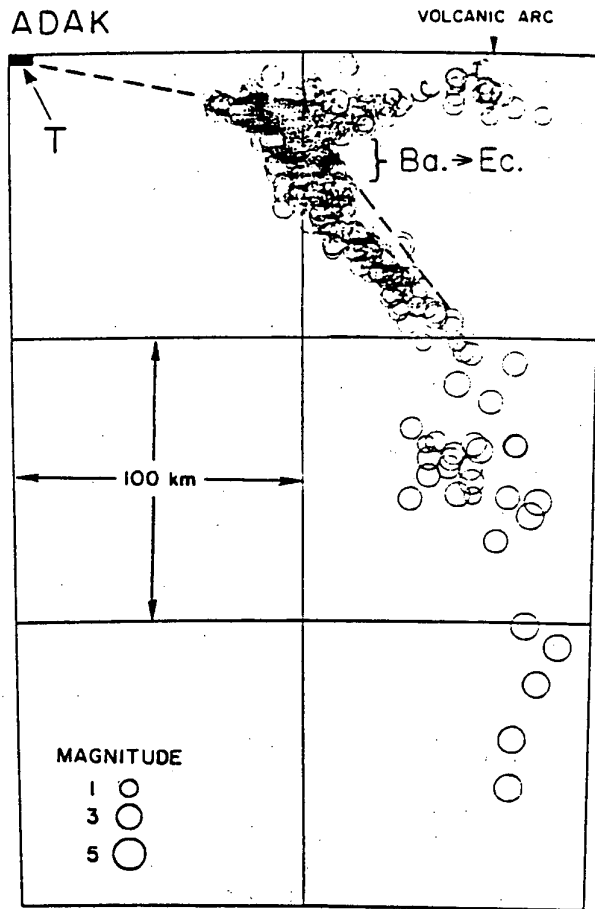 ADAK
VOLCANIC ARC
T
} Ba.→Ec.
100 km
MAGNITUDE
1
3
5